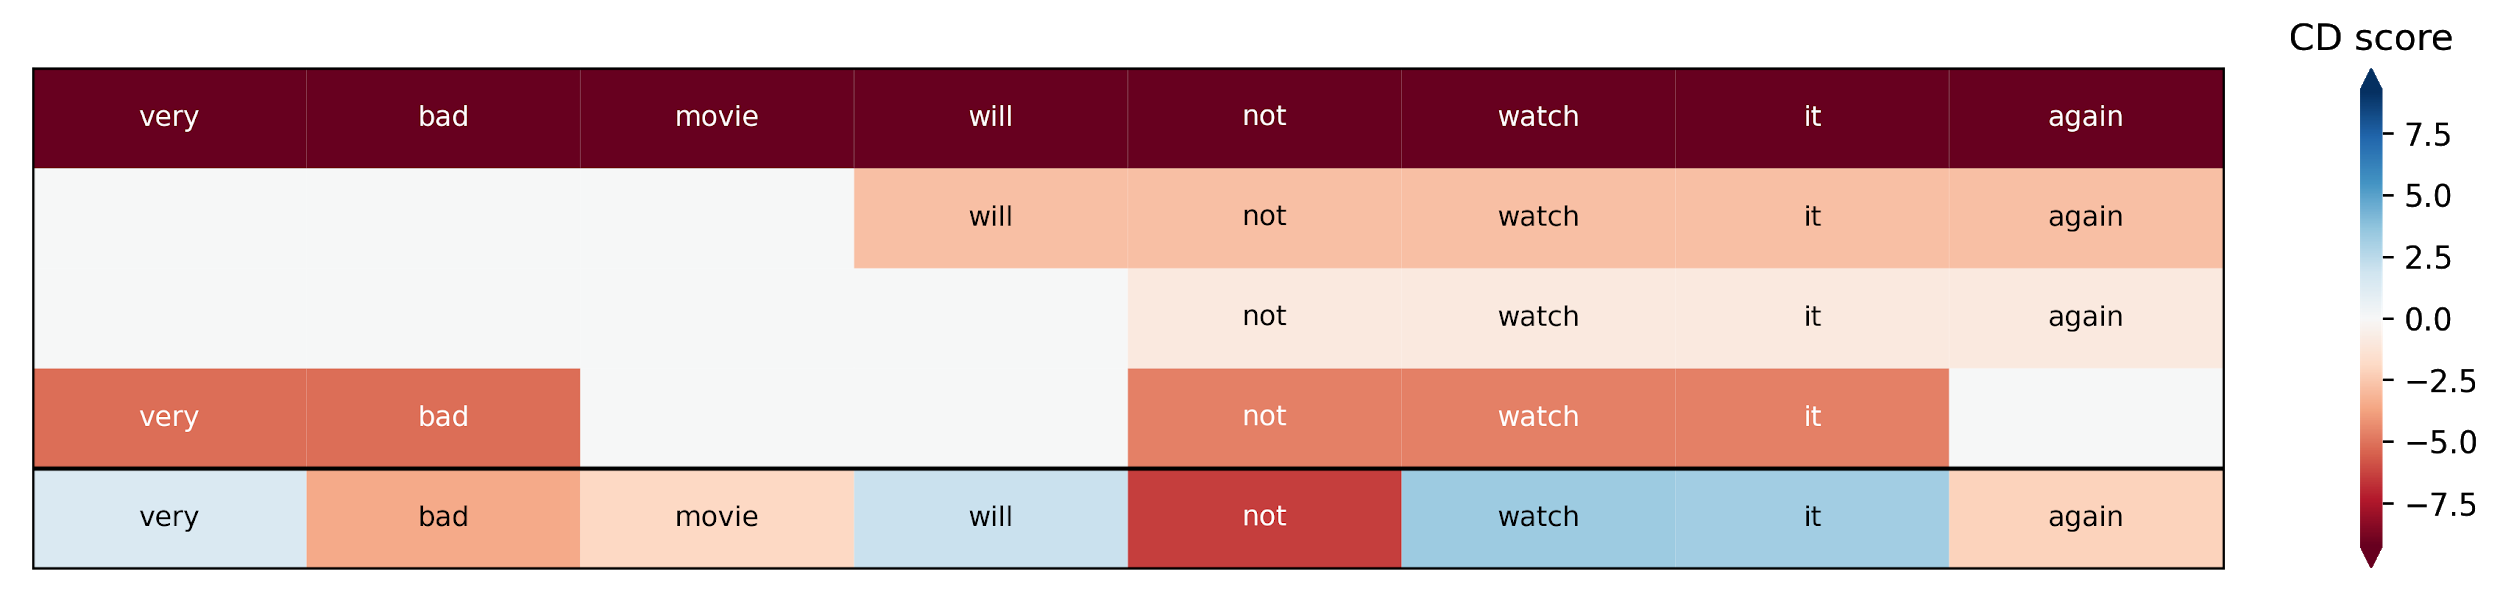 CD score
very bad movie will not watch it again
will not watch it again
not watch it again
very bad not watch it
very bad movie will not watch it again
7.5
5.0
2.5
0.0
−2.5
−5.0
−7.5